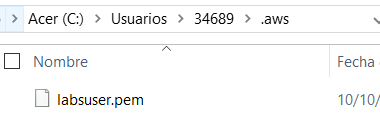 Acer (C:) > Usuarios > 34689 > .aws
Nombre Fecha
labsuser.pem 10/10/